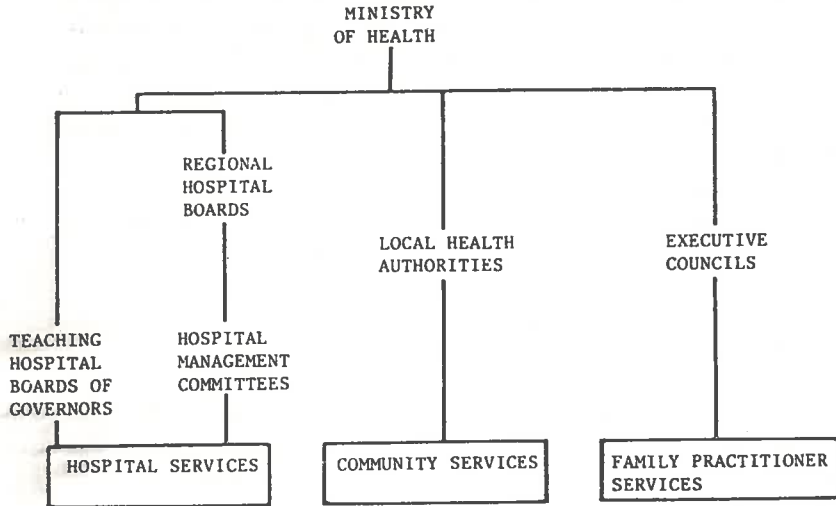 MINISTRY
OF HEALTH
REGIONAL
HOSPITAL
BOARDS
LOCAL HEALTH
AUTHORITIES
EXECUTIVE
COUNCILS
TEACHING
HOSPITAL
BOARDS OF
GOVERNORS
HOSPITAL
MANAGEMENT
COMMITTEES
HOSPITAL SERVICES
COMMUNITY SERVICES
FAMILY PRACTITIONER
SERVICES